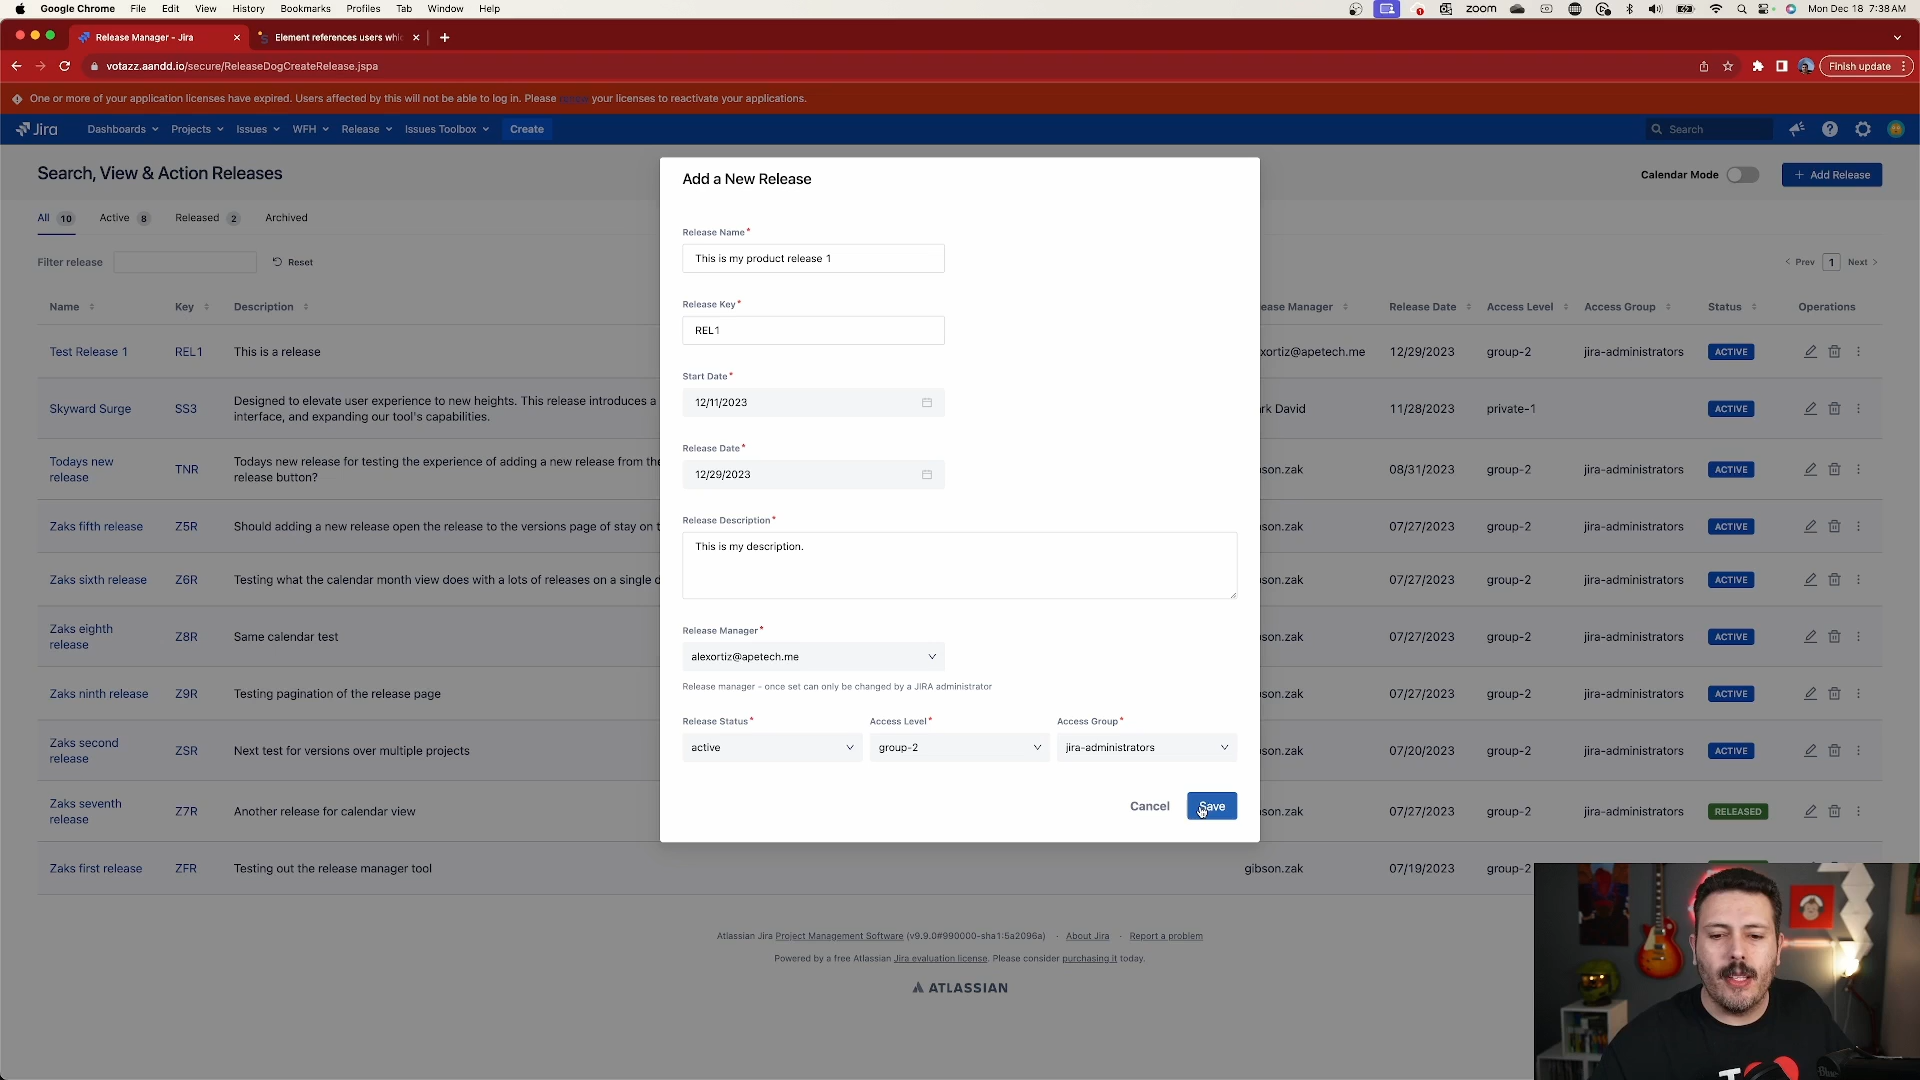 Google Chrome File Edit View History Bookmarks Profiles Tab Window Help
zoom Mon Dec 18 7:38 AM
Release Manager - Jira
Element references users whi
votazz.aandd.io/secure/ReleaseDogCreateRelease.jspa
Finish update
One or more of your application licenses have expired. Users affected by this will not be able to log in. Please renew your licenses to reactivate your applications.
Jira Dashboards Projects Issues WFH Release Issues Toolbox Create Search
Search, View & Action Releases
Calendar Mode
+ Add Release
All 10 Active 8 Released 2 Archived
Filter release Reset
< Prev 1 Next >
Name Key Description
ease Manager Release Date Access Level Access Group Status Operations
Test Release 1 REL1 This is a release
xortiz@apetech.me 12/29/2023 group-2 jira-administrators ACTIVE
Skyward Surge SS3 Designed to elevate user experience to new heights. This release introduces a
interface, and expanding our tool's capabilities.
rk David 11/28/2023 private-1 ACTIVE
Todays new
release
TNR
Todays new release for testing the experience of adding a new release from the
release button?
son.zak 08/31/2023 group-2 jira-administrators ACTIVE
Zaks fifth release Z5R Should adding a new release open the release to the versions page of stay on t
son.zak 07/27/2023 group-2 jira-administrators ACTIVE
Zaks sixth release Z6R Testing what the calendar month view does with a lots of releases on a single d
son.zak 07/27/2023 group-2 jira-administrators ACTIVE
Zaks eighth
release
Z8R Same calendar test
son.zak 07/27/2023 group-2 jira-administrators ACTIVE
Zaks ninth release Z9R Testing pagination of the release page
son.zak 07/27/2023 group-2 jira-administrators ACTIVE
Zaks second
release
ZSR Next test for versions over multiple projects
son.zak 07/20/2023 group-2 jira-administrators ACTIVE
Zaks seventh
release
Z7R Another release for calendar view
son.zak 07/27/2023 group-2 jira-administrators RELEASED
Zaks first release ZFR Testing out the release manager tool
gibson.zak 07/19/2023 group-2
Add a New Release
Release Name*
This is my product release 1
Release Key*
REL1
Start Date*
12/11/2023
Release Date*
12/29/2023
Release Description*
This is my description.
Release Manager*
alexortiz@apetech.me
Release manager - once set can only be changed by a JIRA administrator
Release Status* Access Level* Access Group*
active group-2 jira-administrators
Cancel Save
Atlassian Jira Project Management Software (v9.9.0#990000-sha1:5a2096a) · About Jira · Report a problem
Powered by a free Atlassian Jira evaluation license. Please consider purchasing it today.
ATLASSIAN